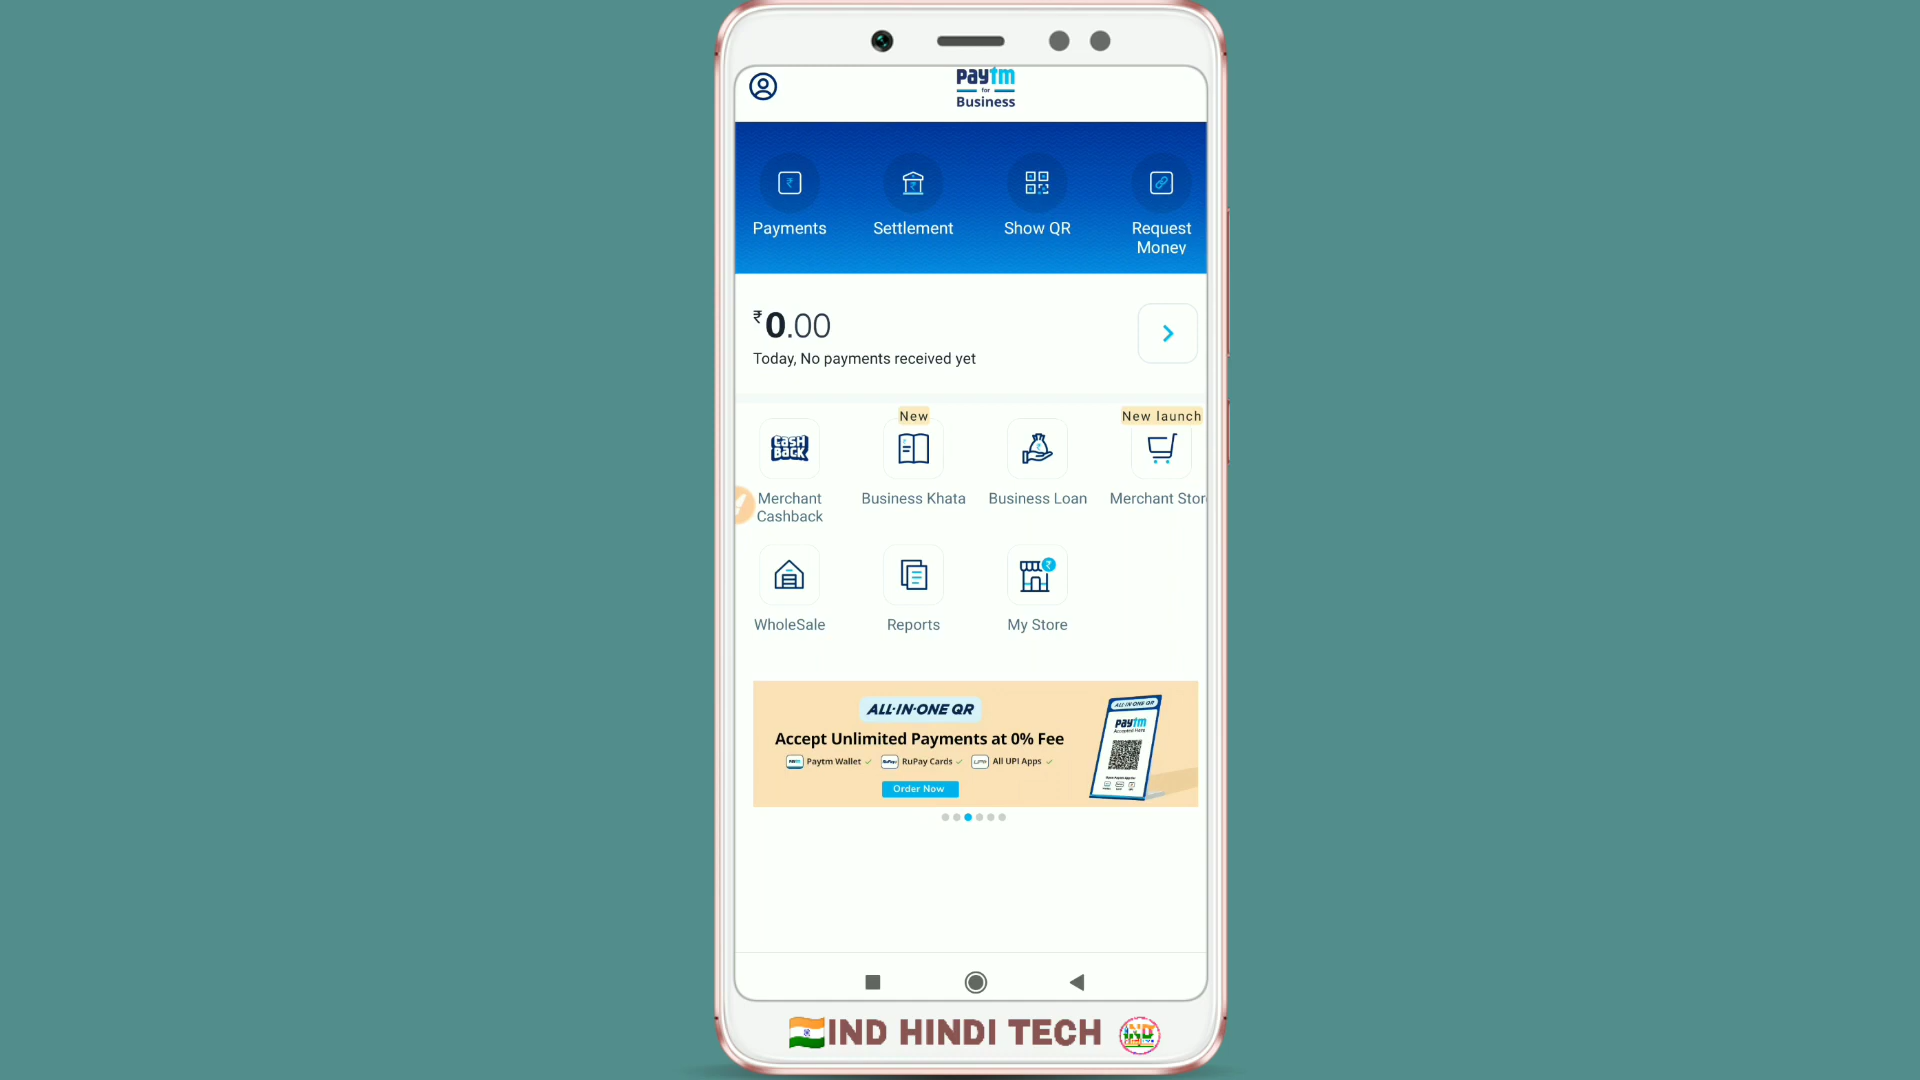 paytm
for
Business
Payments
Settlement
Show QR
Request
Money
₹0.00
Today, No payments received yet
New
New launch
CASH
BACK
Merchant
Cashback
Business Khata
Business Loan
Merchant Stor
WholeSale
Reports
My Store
ALL-IN-ONE QR
Accept Unlimited Payments at 0% Fee
Paytm Wallet
RuPay Cards
All UPI Apps
Order Now
ALL-IN-ONE QR
paytm
Accepted Here
IND HINDI TECH
IND